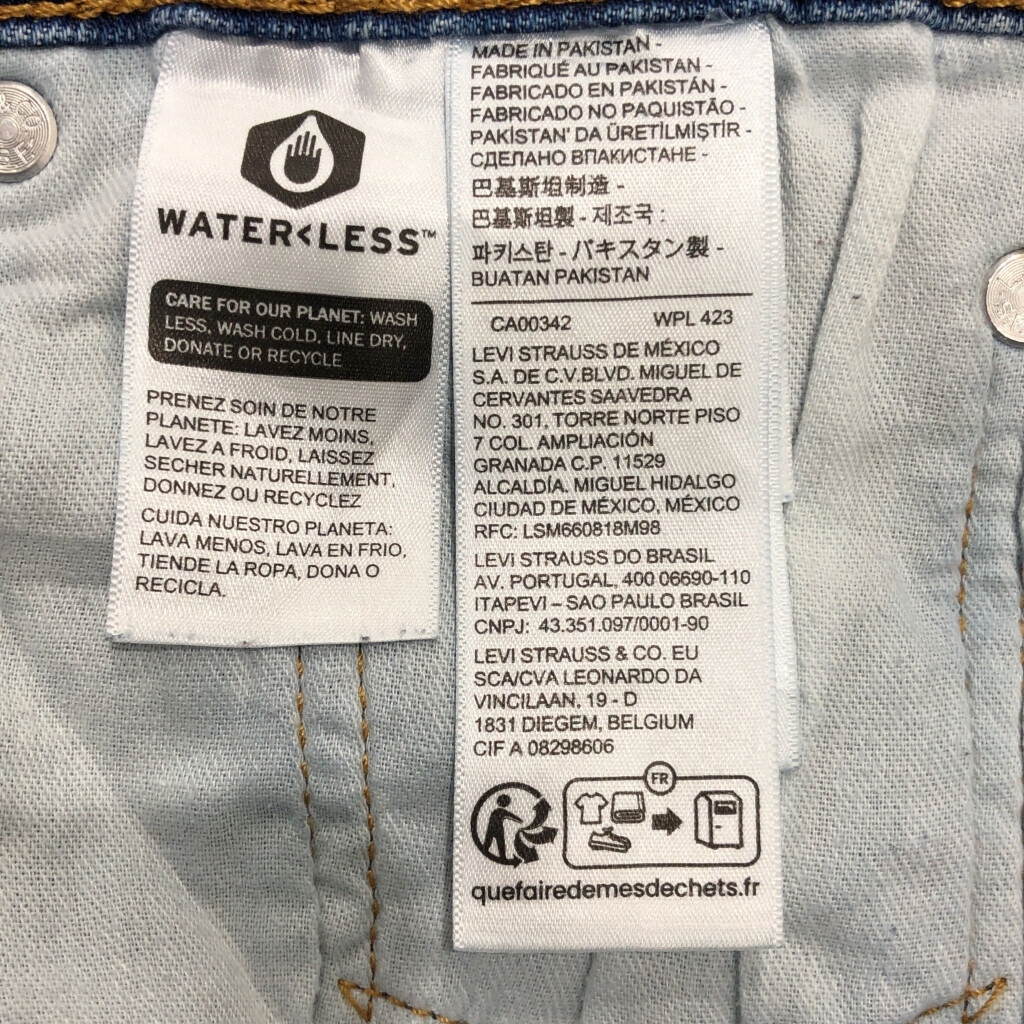 WATER<LESS™
CARE FOR OUR PLANET: WASH
LESS, WASH COLD, LINE DRY,
DONATE OR RECYCLE
PRENEZ SOIN DE NOTRE
PLANETE: LAVEZ MOINS,
LAVEZ A FROID, LAISSEZ
SECHER NATURELLEMENT,
DONNEZ OU RECYCLEZ
CUIDA NUESTRO PLANETA:
LAVA MENOS, LAVA EN FRIO,
TIENDE LA ROPA, DONA O
RECICLA.
MADE IN PAKISTAN -
FABRIQUÉ AU PAKISTAN -
FABRICADO EN PAKISTÁN -
FABRICADO NO PAQUISTÃO -
PAKİSTAN' DA ÜRETİLMİŞTİR -
СДЕЛАНО ВПАКИСТАНЕ -
巴基斯坦制造 -
巴基斯坦製 - 제조국 :
파키스탄 - パキスタン製 -
BUATAN PAKISTAN
CA00342 WPL 423
LEVI STRAUSS DE MÉXICO
S.A. DE C.V.BLVD. MIGUEL DE
CERVANTES SAAVEDRA
NO. 301, TORRE NORTE PISO
7 COL. AMPLIACIÓN
GRANADA C.P. 11529
ALCALDÍA. MIGUEL HIDALGO
CIUDAD DE MÉXICO, MÉXICO
RFC: LSM660818M98
LEVI STRAUSS DO BRASIL
AV. PORTUGAL, 400 06690-110
ITAPEVI – SAO PAULO BRASIL
CNPJ: 43.351.097/0001-90
LEVI STRAUSS & CO. EU
SCA/CVA LEONARDO DA
VINCILAAN, 19 - D
1831 DIEGEM, BELGIUM
CIF A 08298606
FR
quefairedemesdechets.fr